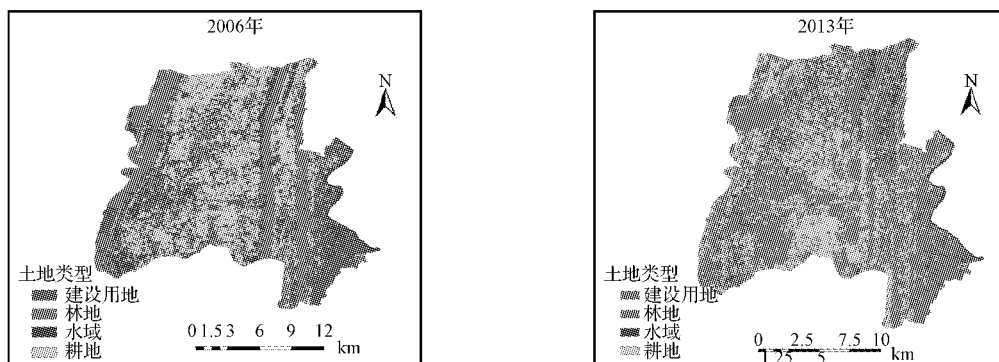 2006年
N
土地类型
建设用地
林地
水域
耕地
0 1.5 3 6 9 12
km
2013年
N
土地类型
建设用地
林地
水域
耕地
0 2.5 7.5 10
km
1.25 5